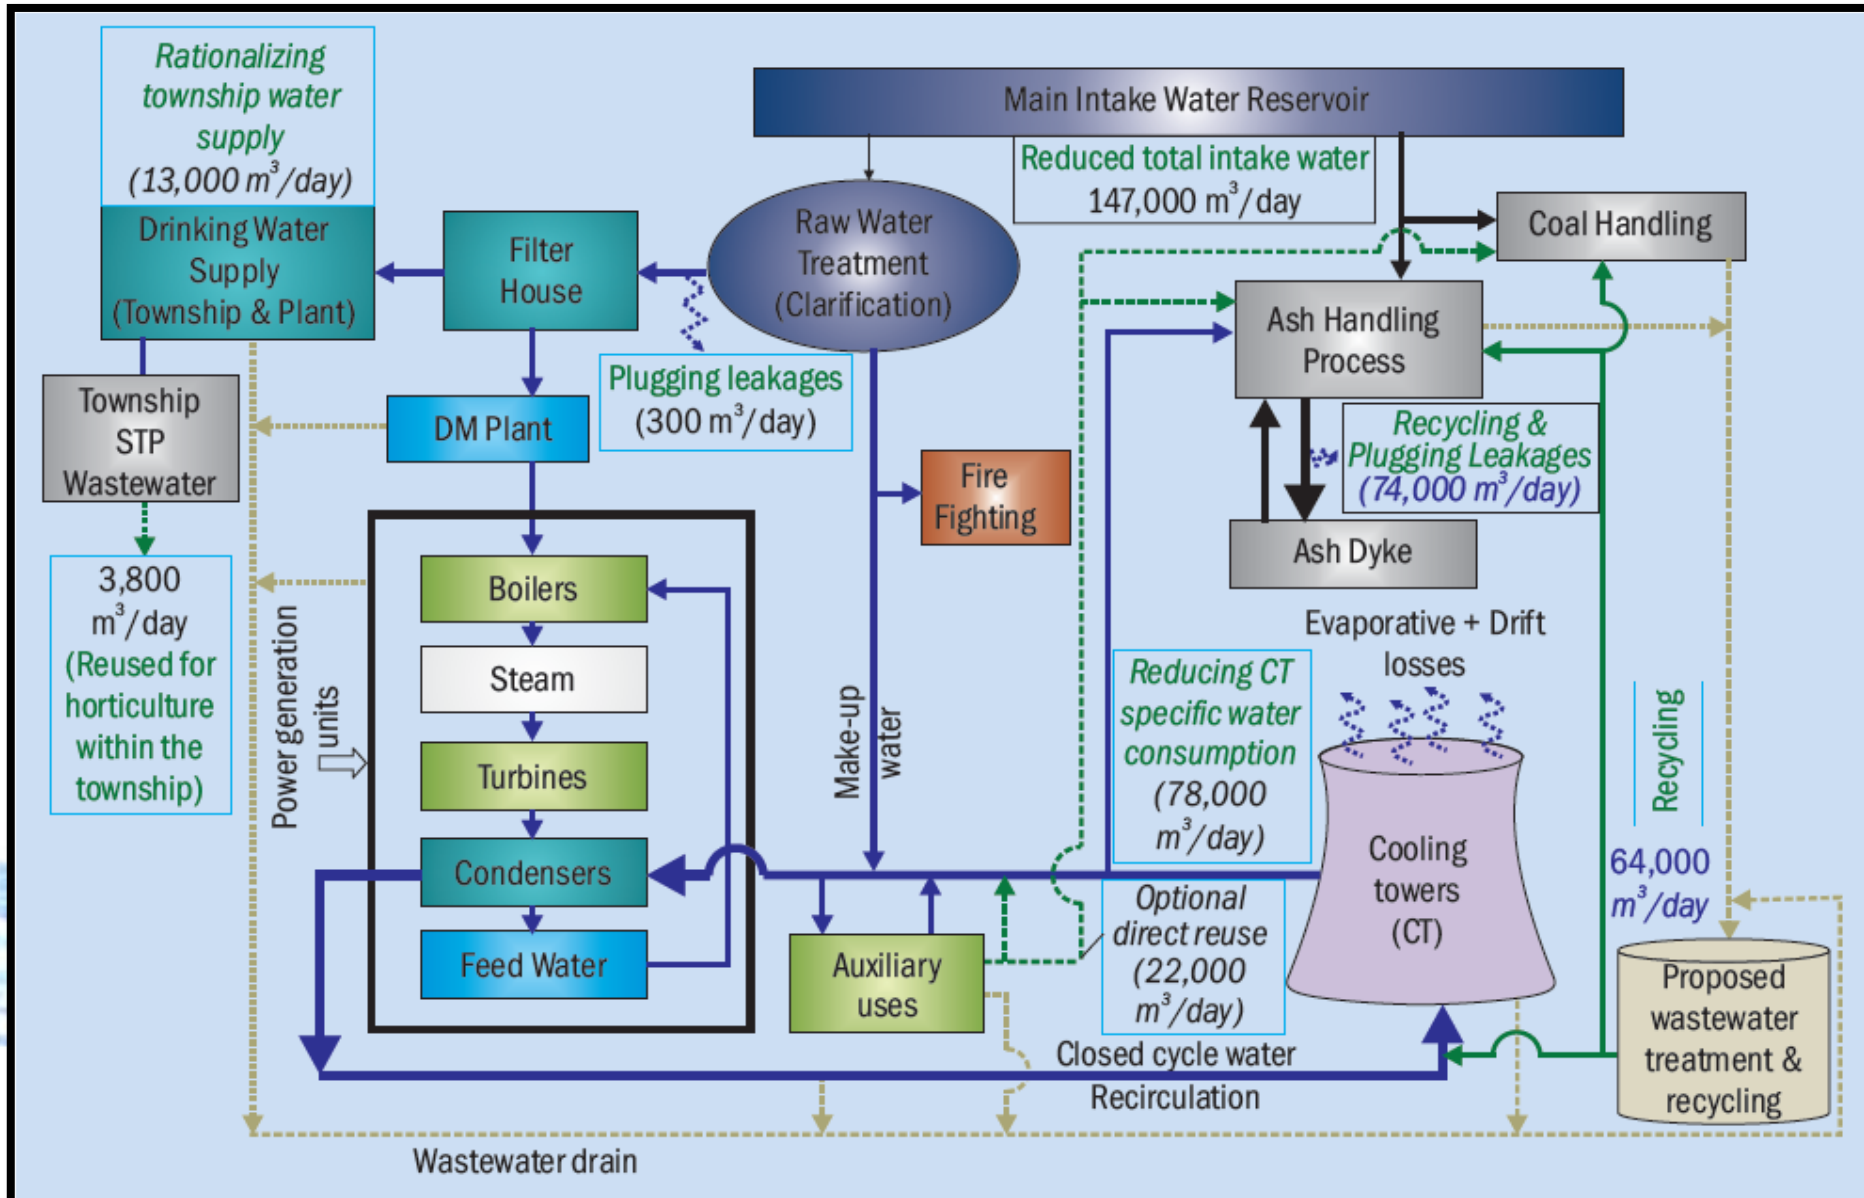 Rationalizing
township water
supply
(13,000 m³/day)
Drinking Water
Supply
(Township & Plant)
Township
STP
Wastewater
3,800
m³/day
(Reused for
horticulture
within the
township)
Filter
House
DM Plant
Main Intake Water Reservoir
Reduced total intake water
147,000 m³/day
Raw Water
Treatment
(Clarification)
Plugging leakages
(300 m³/day)
Fire
Fighting
Coal Handling
Ash Handling
Process
Recycling &
Plugging Leakages
(74,000 m³/day)
Ash Dyke
Power generation
units
Boilers
Steam
Turbines
Condensers
Feed Water
Make-up
water
Auxiliary
uses
Reducing CT
specific water
consumption
(78,000
m³/day)
Optional
direct reuse
(22,000
m³/day)
Evaporative + Drift
losses
Cooling
towers
(CT)
Recycling
64,000
m³/day
Proposed
wastewater
treatment &
recycling
Closed cycle water
Recirculation
Wastewater drain